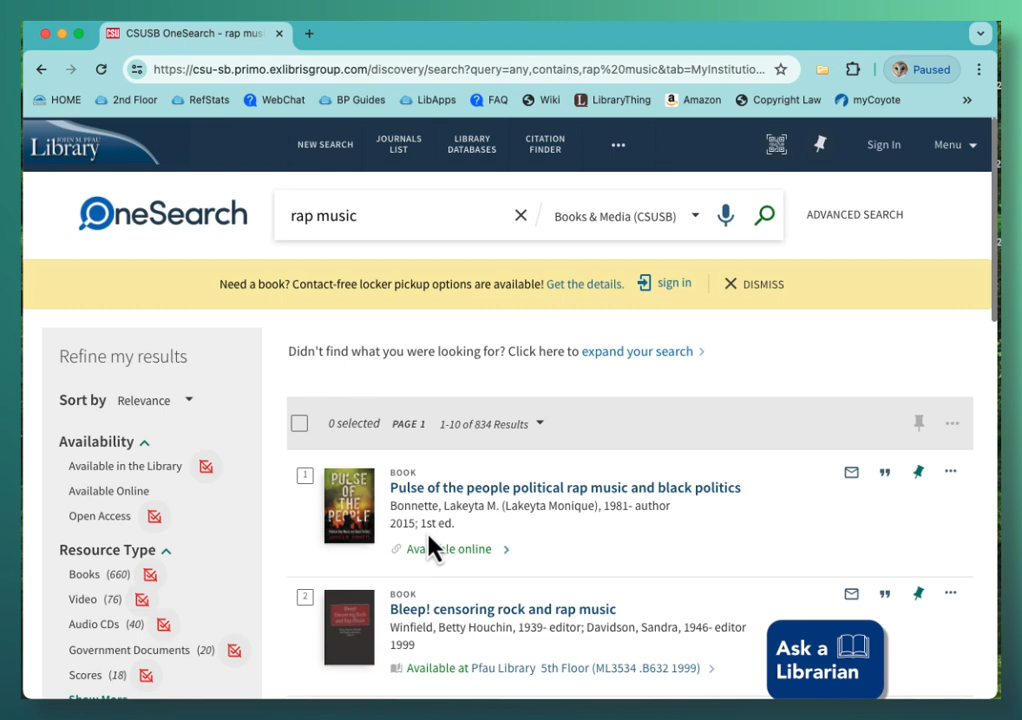 CSU CSUSB OneSearch - rap mus
https://csu-sb.primo.exlibrisgroup.com/discovery/search?query=any,contains,rap%20music&tab=MyInstitutio... Paused
HOME 2nd Floor RefStats WebChat BP Guides LibApps FAQ Wiki LibraryThing Amazon Copyright Law myCoyote »
JOHN M. PFAU
Library
NEW SEARCH
JOURNALS
LIST
LIBRARY
DATABASES
CITATION
FINDER
Sign In
Menu
OneSearch
rap music
Books & Media (CSUSB)
ADVANCED SEARCH
Need a book? Contact-free locker pickup options are available! Get the details. sign in DISMISS
Refine my results
Sort by Relevance
Availability
Available in the Library
Available Online
Open Access
Resource Type
Books (660)
Video (76)
Audio CDs (40)
Government Documents (20)
Scores (18)
Show More
Didn't find what you were looking for? Click here to expand your search
0 selected PAGE 1 1-10 of 834 Results
1
PULSE
OF
THE
PEOPLE
BOOK
Pulse of the people political rap music and black politics
Bonnette, Lakeyta M. (Lakeyta Monique), 1981- author
2015; 1st ed.
Available online
2
BOOK
Bleep! censoring rock and rap music
Winfield, Betty Houchin, 1939- editor; Davidson, Sandra, 1946- editor
1999
Available at Pfau Library 5th Floor (ML3534 .B632 1999)
Ask a
Librarian